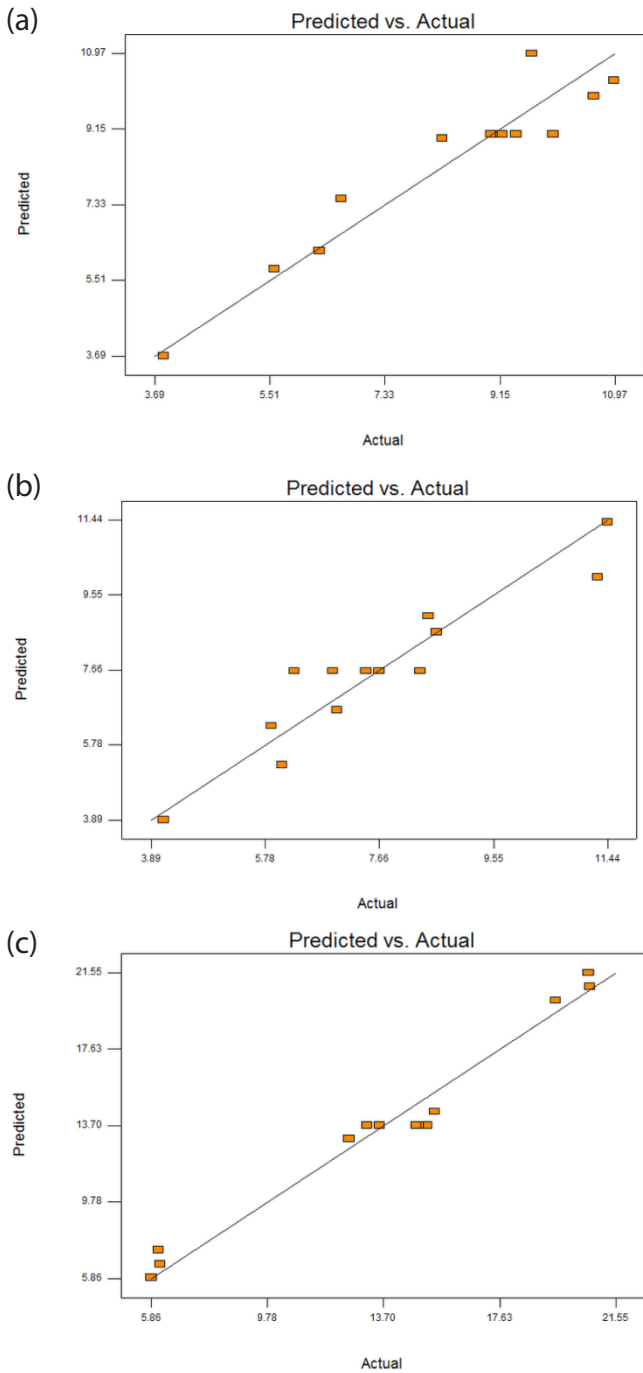 (a)
Predicted vs. Actual
10.97
9.15
7.33
5.51
3.69
Predicted
3.69 5.51 7.33 9.15 10.97
Actual
(b)
Predicted vs. Actual
11.44
9.55
7.66
5.78
3.89
Predicted
3.89 5.78 7.66 9.55 11.44
Actual
(c)
Predicted vs. Actual
21.55
17.63
13.70
9.78
5.86
Predicted
5.86 9.78 13.70 17.63 21.55
Actual